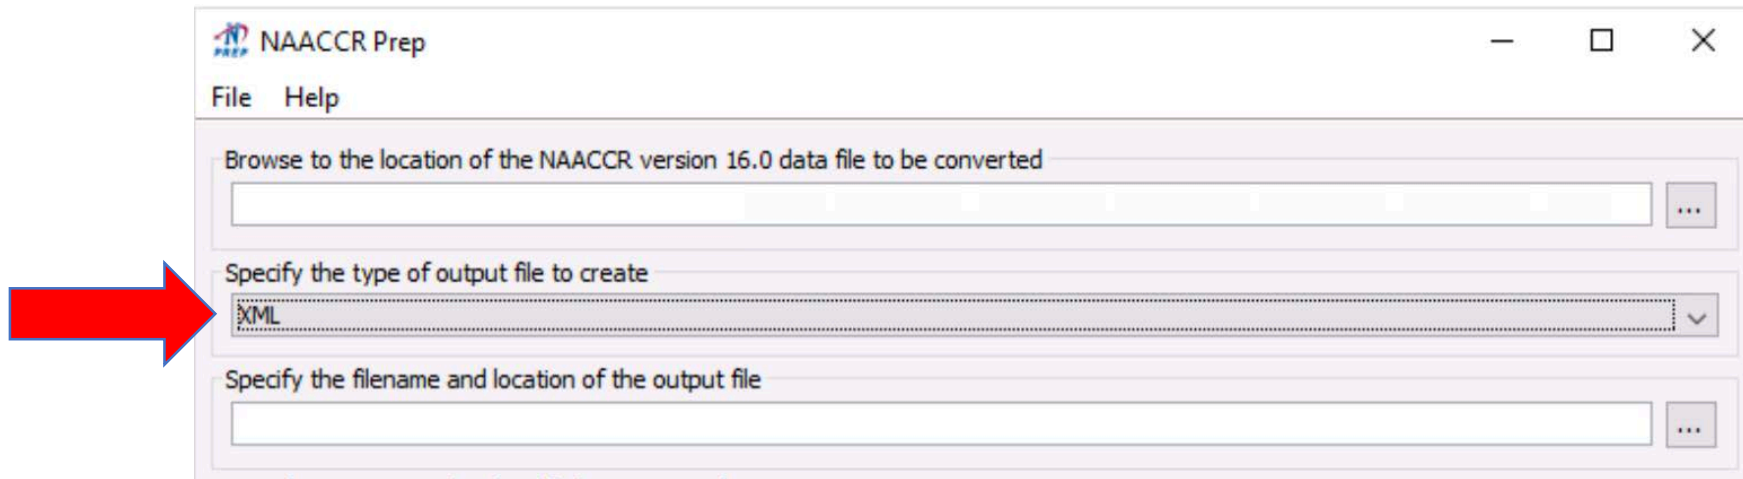 PREP NAACCR Prep
File Help
Browse to the location of the NAACCR version 16.0 data file to be converted
...
Specify the type of output file to create
XML
Specify the filename and location of the output file
...